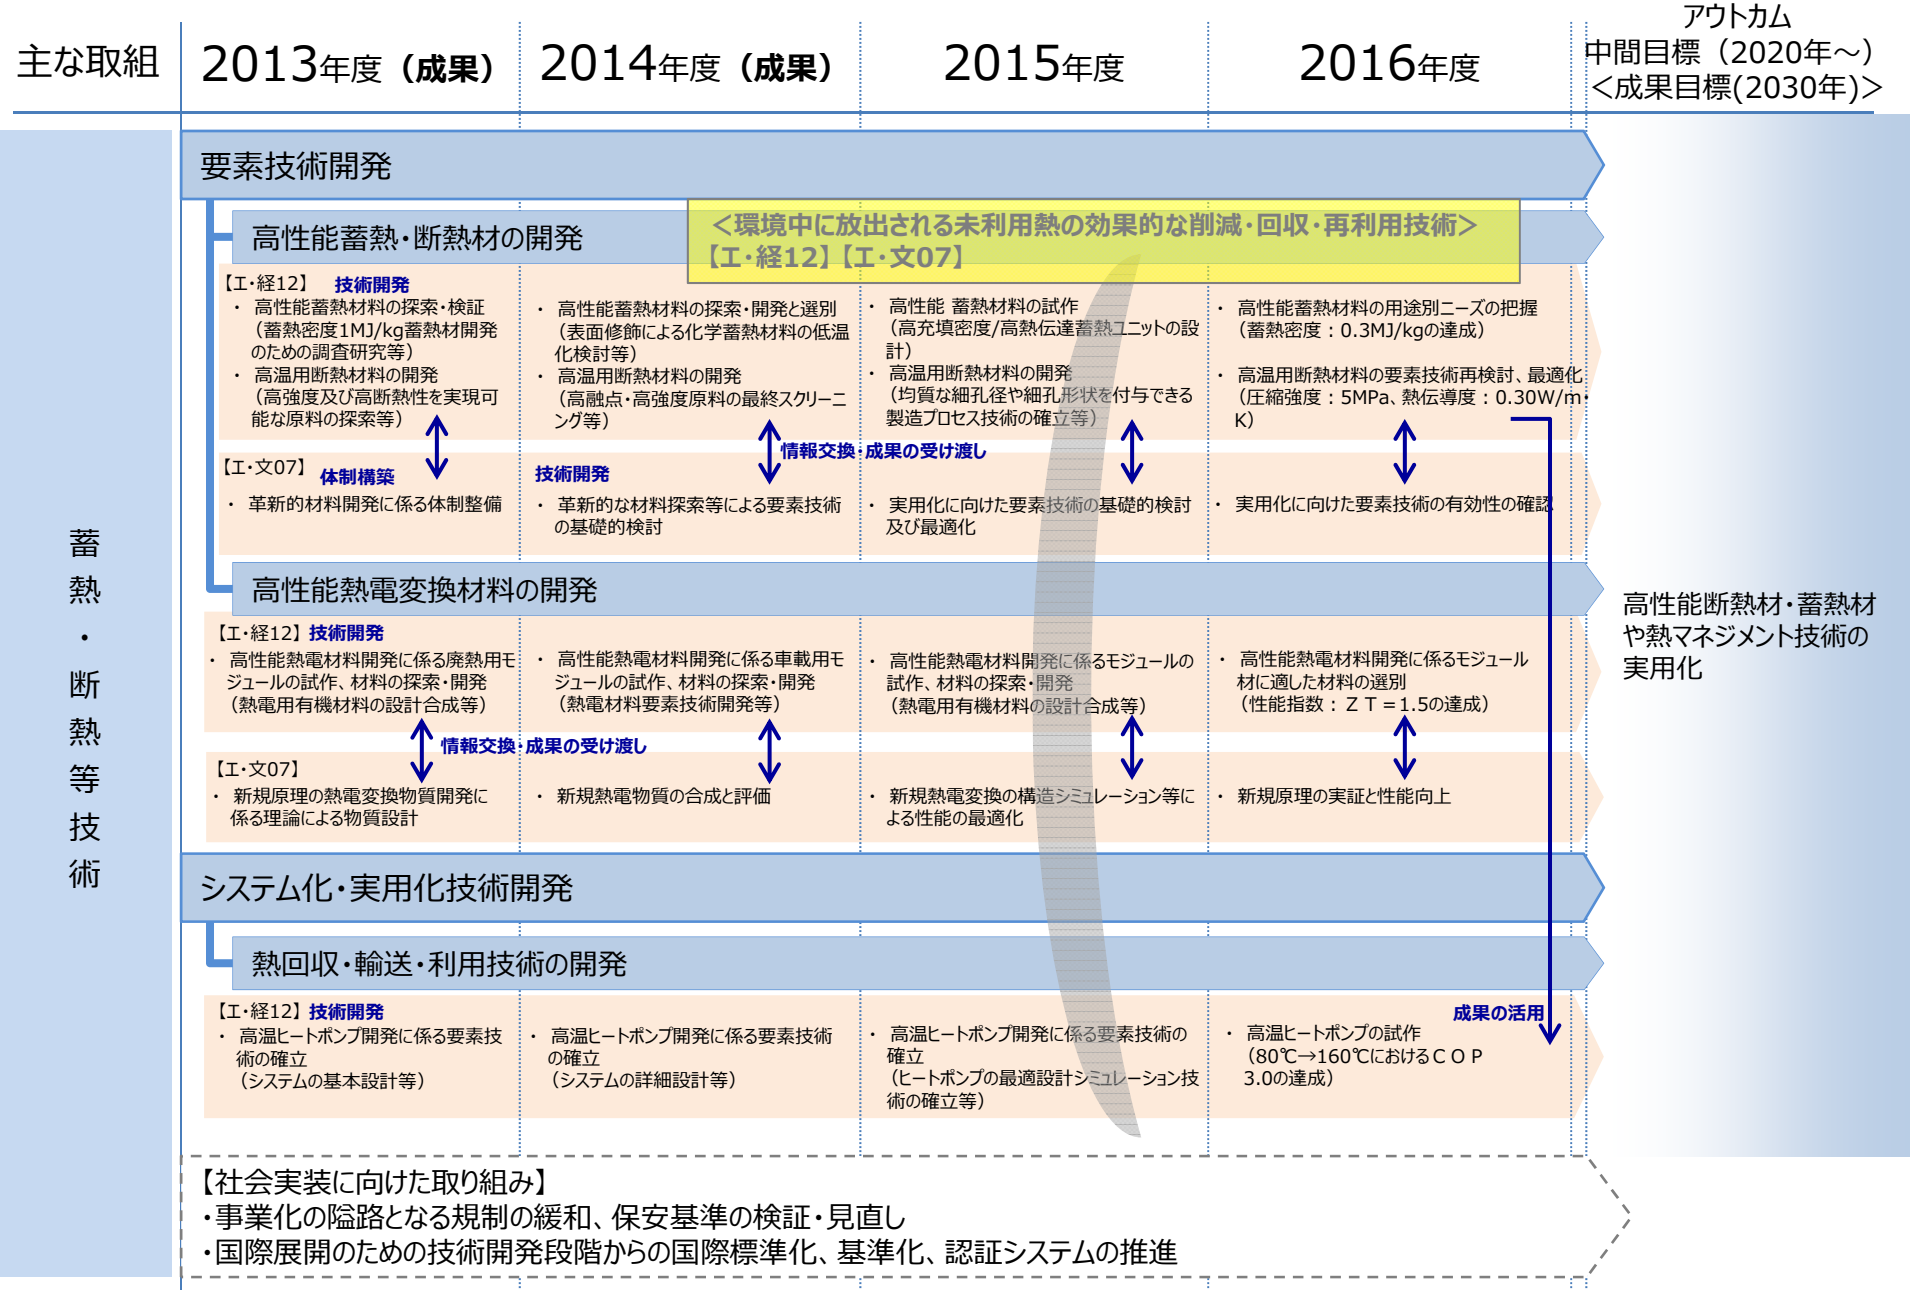 主な取組
2013年度（成果）
2014年度（成果）
2015年度
2016年度
アウトカム
中間目標（2020年～）
＜成果目標(2030年)＞
蓄熱・断熱等技術
要素技術開発
高性能蓄熱・断熱材の開発
＜環境中に放出される未利用熱の効果的な削減・回収・再利用技術＞
【エ・経12】【エ・文07】
【エ・経12】 技術開発
・ 高性能蓄熱材料の探索・検証
（蓄熱密度1MJ/kg蓄熱材開発
のための調査研究等）
・ 高温用断熱材料の開発
（高強度及び高断熱性を実現可
能な原料の探索等）
・ 高性能蓄熱材料の探索・開発と選別
（表面修飾による化学蓄熱材料の低温
化検討等）
・ 高温用断熱材料の開発
（高融点・高強度原料の最終スクリーニ
ング等）
・ 高性能 蓄熱材料の試作
（高充填密度/高熱伝達蓄熱ユニットの設
計）
・ 高温用断熱材料の開発
（均質な細孔径や細孔形状を付与できる
製造プロセス技術の確立等）
・ 高性能蓄熱材料の用途別ニーズの把握
（蓄熱密度：0.3MJ/kgの達成）
・ 高温用断熱材料の要素技術再検討、最適化
（圧縮強度：5MPa、熱伝導度：0.30W/m・
K）
情報交換・成果の受け渡し
【エ・文07】 体制構築
・ 革新的材料開発に係る体制整備
技術開発
・ 革新的な材料探索等による要素技術
の基礎的検討
・ 実用化に向けた要素技術の基礎的検討
及び最適化
・ 実用化に向けた要素技術の有効性の確認
高性能熱電変換材料の開発
【エ・経12】 技術開発
・ 高性能熱電材料開発に係る廃熱用モ
ジュールの試作、材料の探索・開発
（熱電用有機材料の設計合成等）
・ 高性能熱電材料開発に係る車載用モ
ジュールの試作、材料の探索・開発
（熱電材料要素技術開発等）
・ 高性能熱電材料開発に係るモジュールの
試作、材料の探索・開発
（熱電用有機材料の設計合成等）
・ 高性能熱電材料開発に係るモジュール
材に適した材料の選別
（性能指数：ＺＴ＝1.5の達成）
情報交換・成果の受け渡し
【エ・文07】
・ 新規原理の熱電変換物質開発に
係る理論による物質設計
・ 新規熱電物質の合成と評価
・ 新規熱電変換の構造シミュレーション等に
よる性能の最適化
・ 新規原理の実証と性能向上
高性能断熱材・蓄熱材
や熱マネジメント技術の
実用化
システム化・実用化技術開発
熱回収・輸送・利用技術の開発
【エ・経12】 技術開発
・ 高温ヒートポンプ開発に係る要素技
術の確立
（システムの基本設計等）
・ 高温ヒートポンプ開発に係る要素技術
の確立
（システムの詳細設計等）
・ 高温ヒートポンプ開発に係る要素技術の
確立
（ヒートポンプの最適設計シミュレーション技
術の確立等）
成果の活用
・ 高温ヒートポンプの試作
（80℃→160℃におけるＣＯＰ
3.0の達成）
【社会実装に向けた取り組み】
・事業化の隘路となる規制の緩和、保安基準の検証・見直し
・国際展開のための技術開発段階からの国際標準化、基準化、認証システムの推進